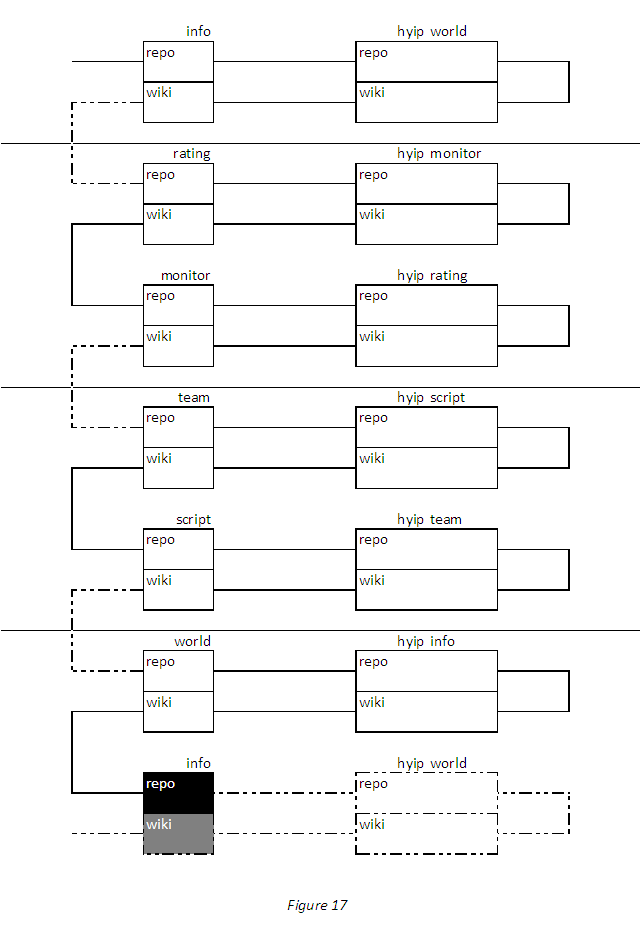 info hyip world
repo repo
wiki wiki
rating hyip monitor
repo repo
wiki wiki
monitor hyip rating
repo repo
wiki wiki
team hyip script
repo repo
wiki wiki
script hyip team
repo repo
wiki wiki
world hyip info
repo repo
wiki wiki
info hyip world
repo repo
wiki wiki
Figure 17